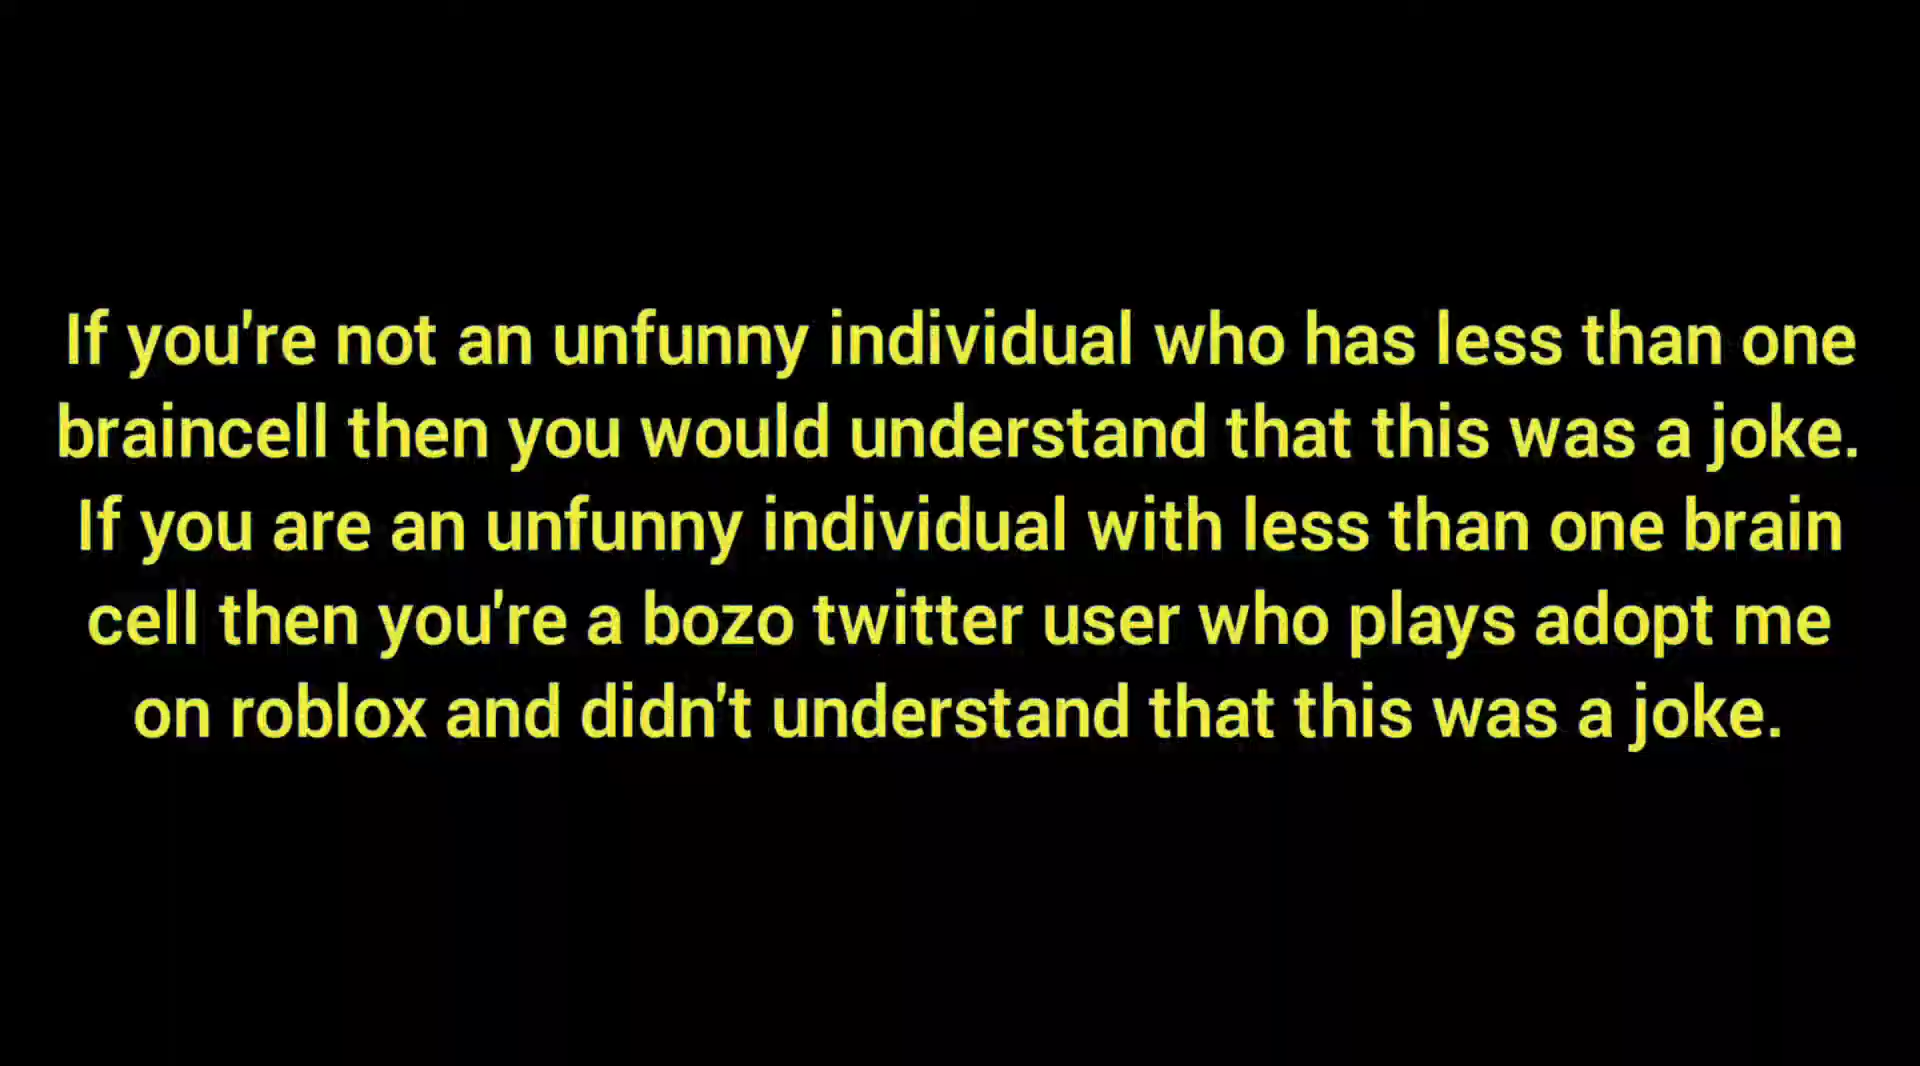 If you're not an unfunny individual who has less than one
braincell then you would understand that this was a joke.
If you are an unfunny individual with less than one brain
cell then you're a bozo twitter user who plays adopt me
on roblox and didn't understand that this was a joke.